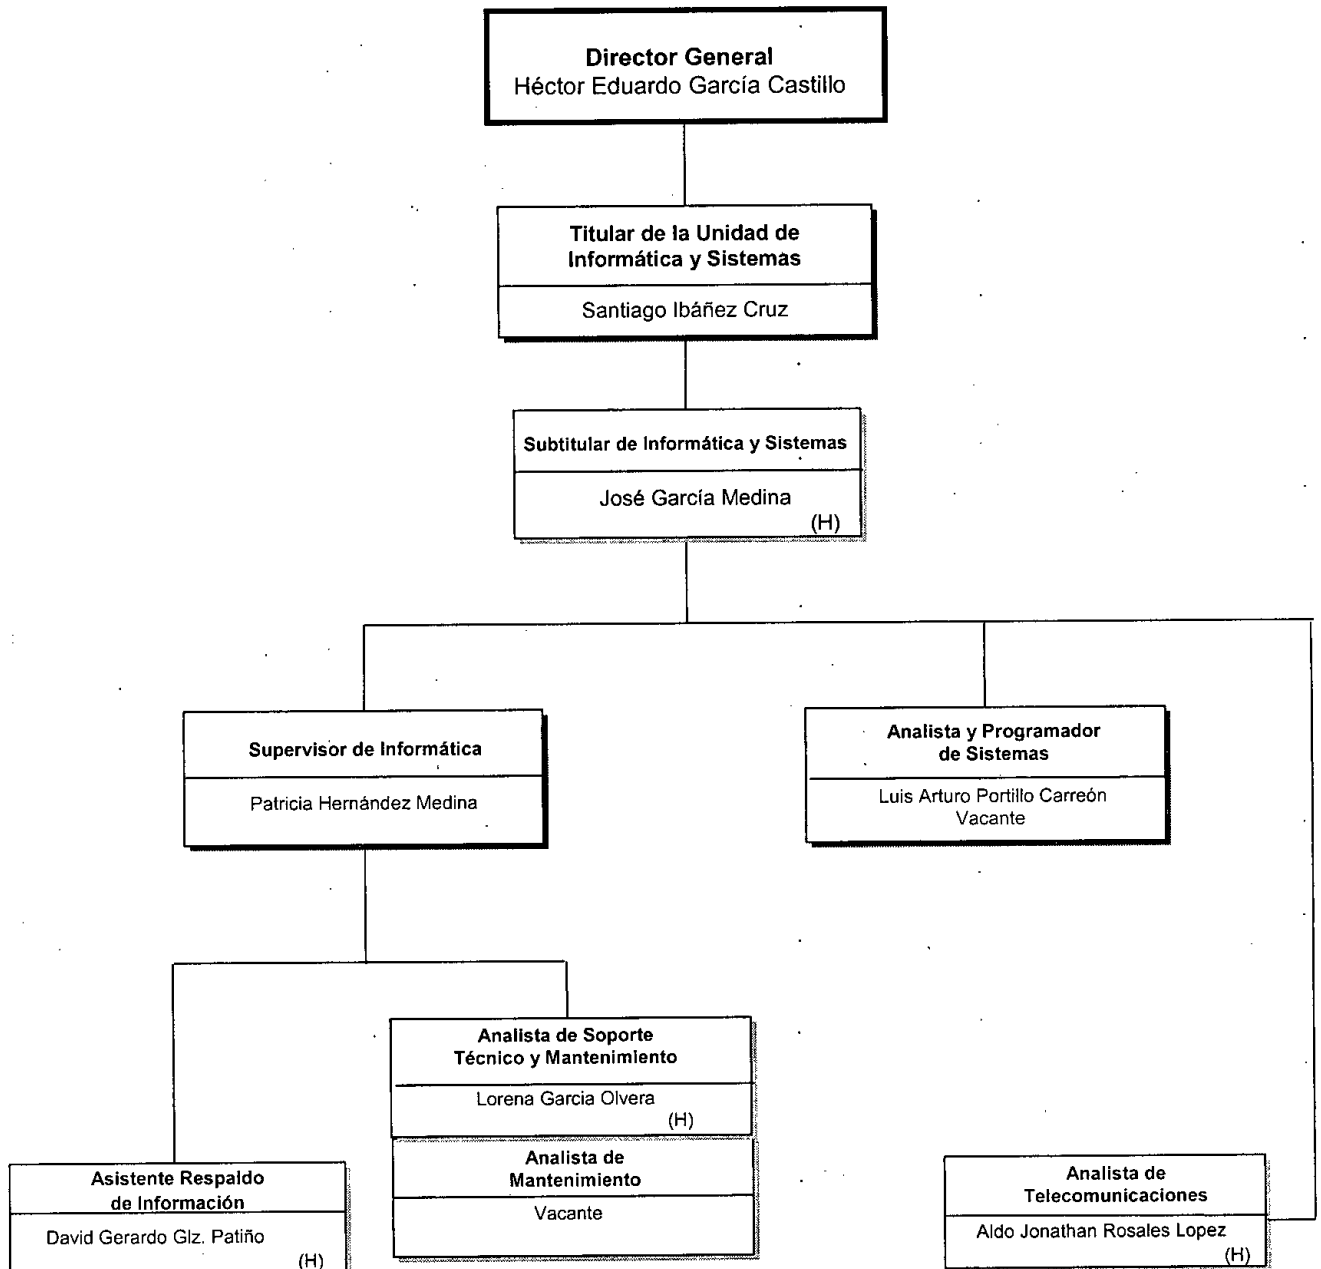 Director General
Héctor Eduardo García Castillo
Titular de la Unidad de
Informática y Sistemas
Santiago Ibáñez Cruz
Subtitular de Informática y Sistemas
José García Medina
(H)
Supervisor de Informática
Patricia Hernández Medina
Analista y Programador
de Sistemas
Luis Arturo Portillo Carreón
Vacante
Analista de Soporte
Técnico y Mantenimiento
Lorena Garcia Olvera
(H)
Analista de
Mantenimiento
Vacante
Asistente Respaldo
de Información
David Gerardo Glz. Patiño
(H)
Analista de
Telecomunicaciones
Aldo Jonathan Rosales Lopez
(H)